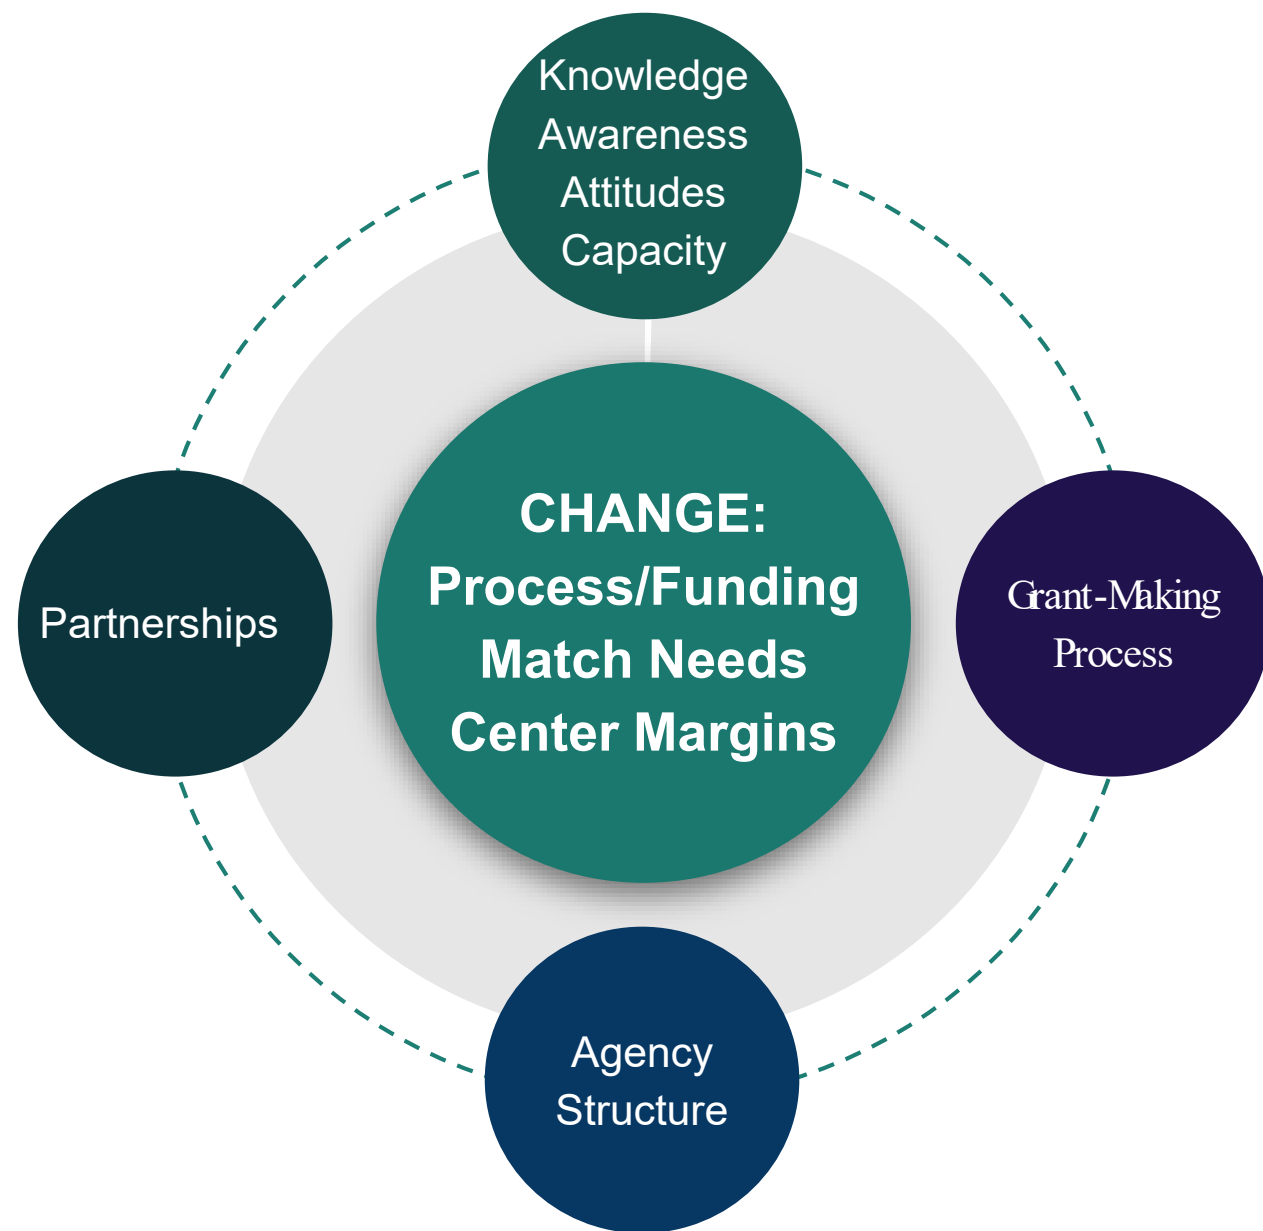 Knowledge
Awareness
Attitudes
Capacity
CHANGE:
Process/Funding
Match Needs
Center Margins
Partnerships
Grant-Making
Process
Agency
Structure